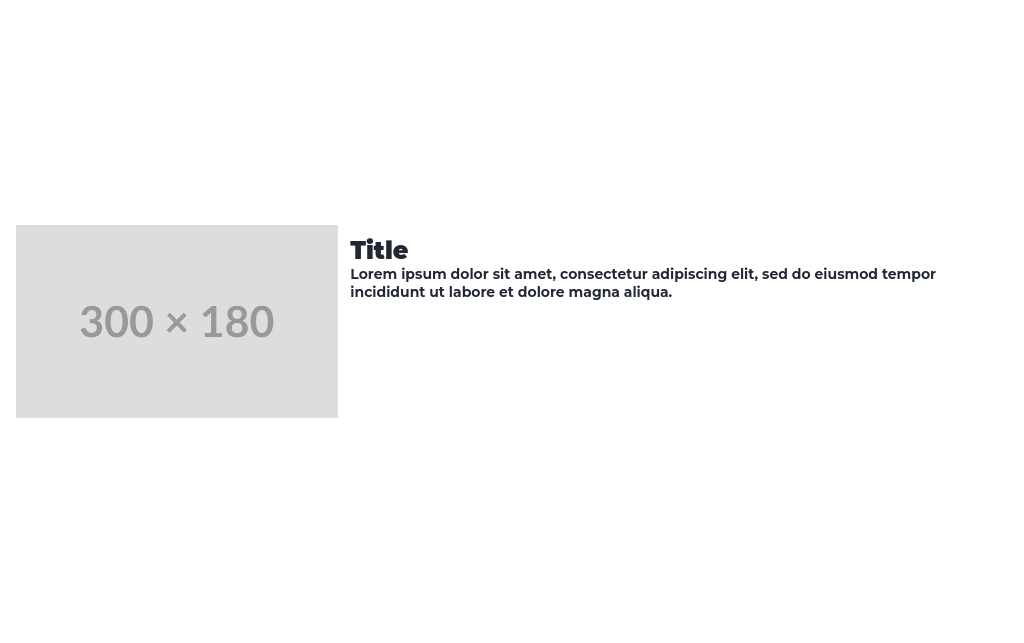 300 × 180
Title
Lorem ipsum dolor sit amet, consectetur adipiscing elit, sed do eiusmod tempor
incididunt ut labore et dolore magna aliqua.